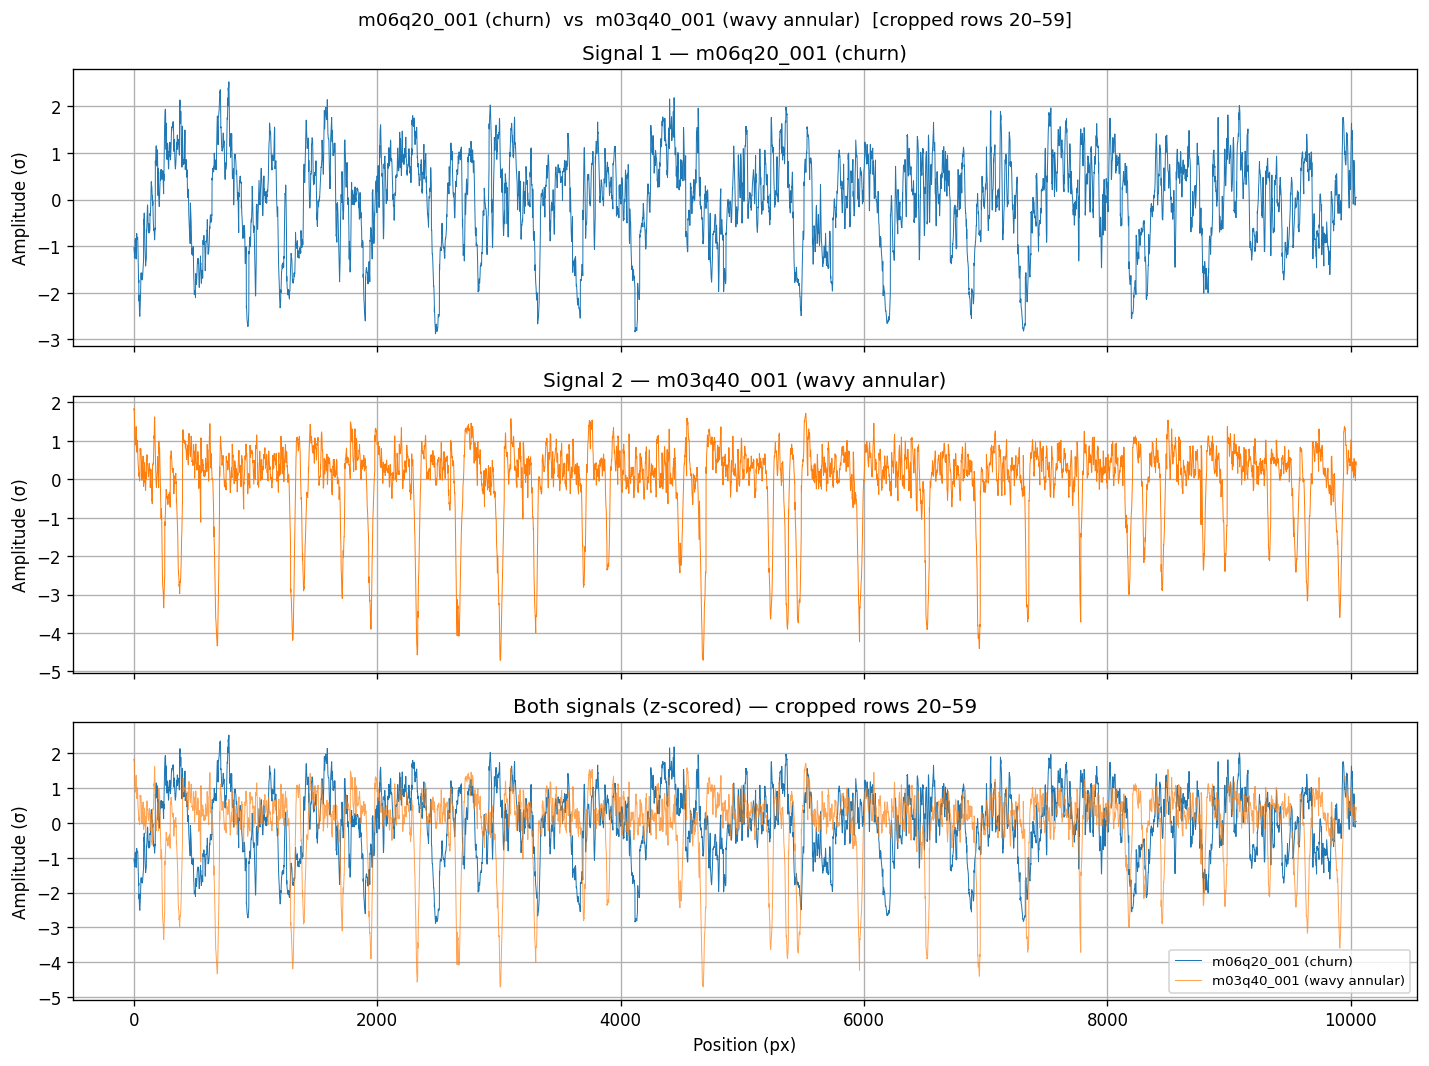 m06q20_001 (churn)  vs  m03q40_001 (wavy annular)  [cropped rows 20–59]
Signal 1 — m06q20_001 (churn)
Amplitude (σ)
2
1
0
−1
−2
−3
Signal 2 — m03q40_001 (wavy annular)
Amplitude (σ)
2
1
0
−1
−2
−3
−4
−5
Both signals (z-scored) — cropped rows 20–59
Amplitude (σ)
2
1
0
−1
−2
−3
−4
−5
m06q20_001 (churn)
m03q40_001 (wavy annular)
0 2000 4000 6000 8000 10000
Position (px)